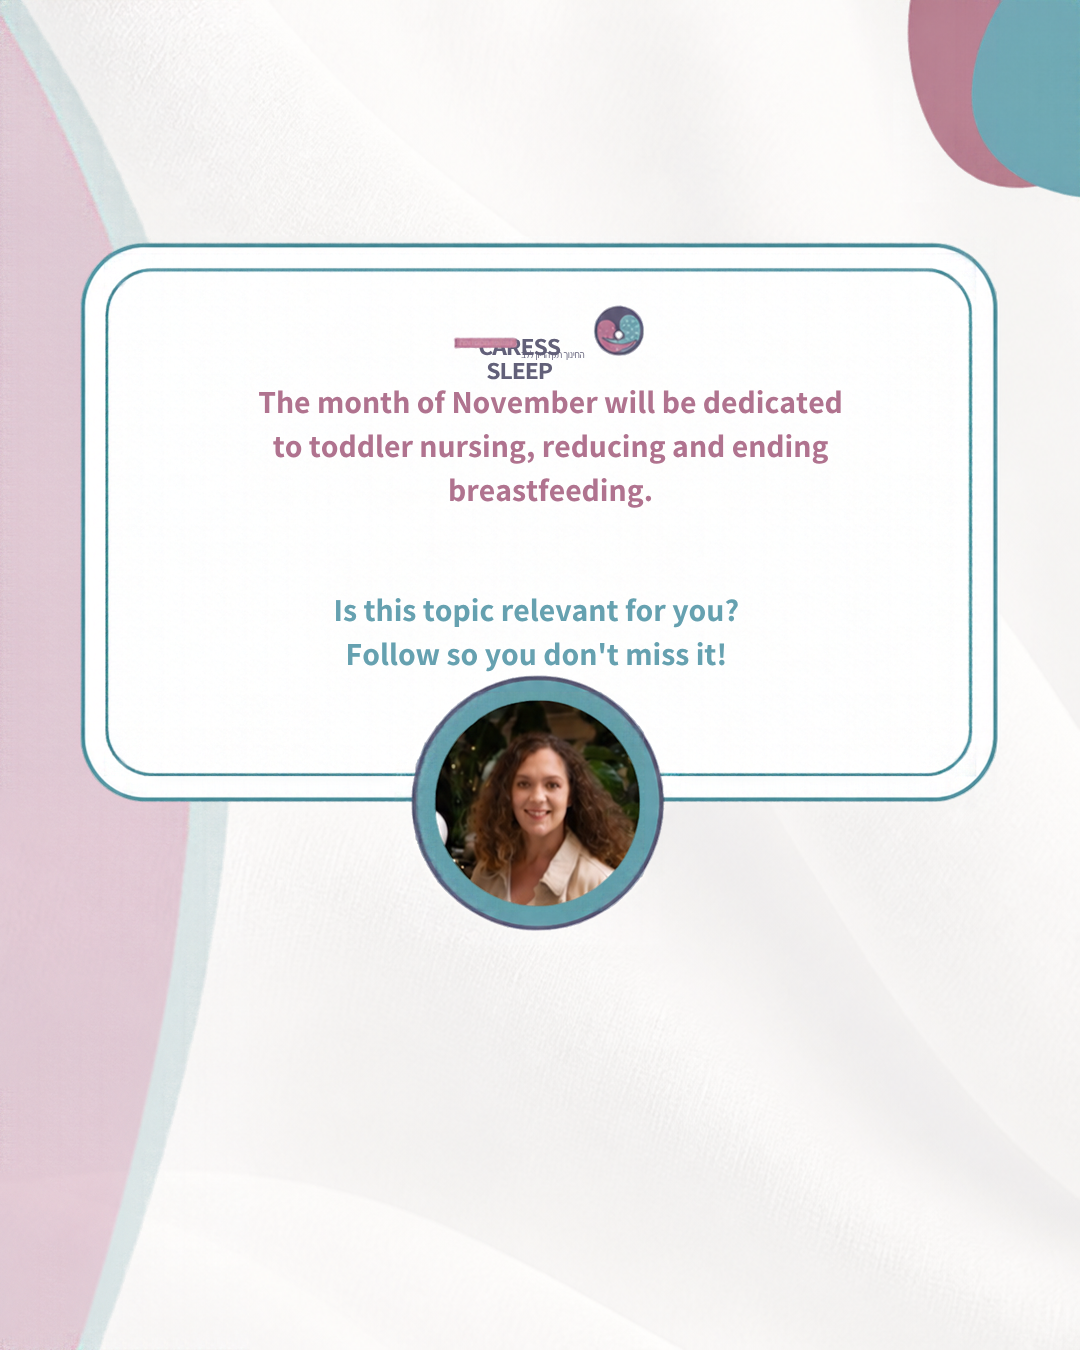 CARESS
SLEEP
The month of November will be dedicated
to toddler nursing, reducing and ending
breastfeeding.
Is this topic relevant for you?
Follow so you don't miss it!